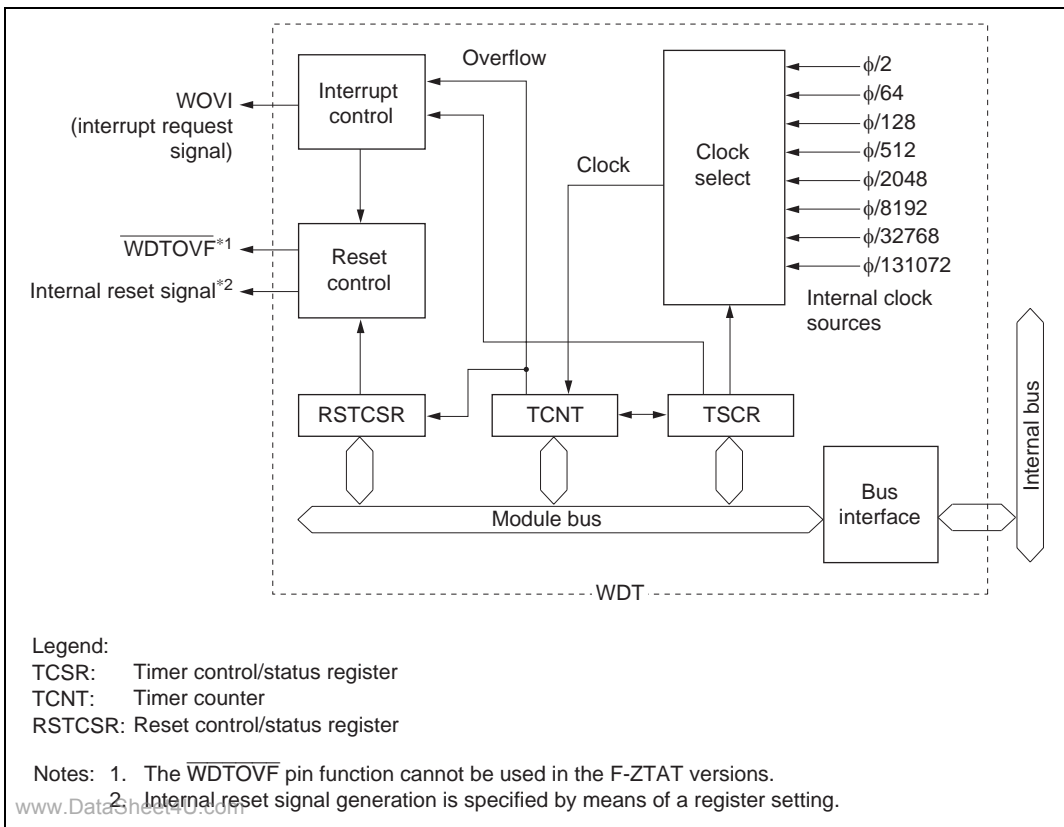 Overflow
Interrupt
control
WOVI
(interrupt request
signal)
Clock
Clock
select
ϕ/2
ϕ/64
ϕ/128
ϕ/512
ϕ/2048
ϕ/8192
ϕ/32768
ϕ/131072
Internal clock
sources
WDTOVF*1
Internal reset signal*2
Reset
control
RSTCSR
TCNT
TSCR
Module bus
Bus
interface
Internal bus
WDT
Legend:
TCSR: Timer control/status register
TCNT: Timer counter
RSTCSR: Reset control/status register
Notes: 1. The WDTOVF pin function cannot be used in the F-ZTAT versions.
2. Internal reset signal generation is specified by means of a register setting.
www.DataSheet4U.com